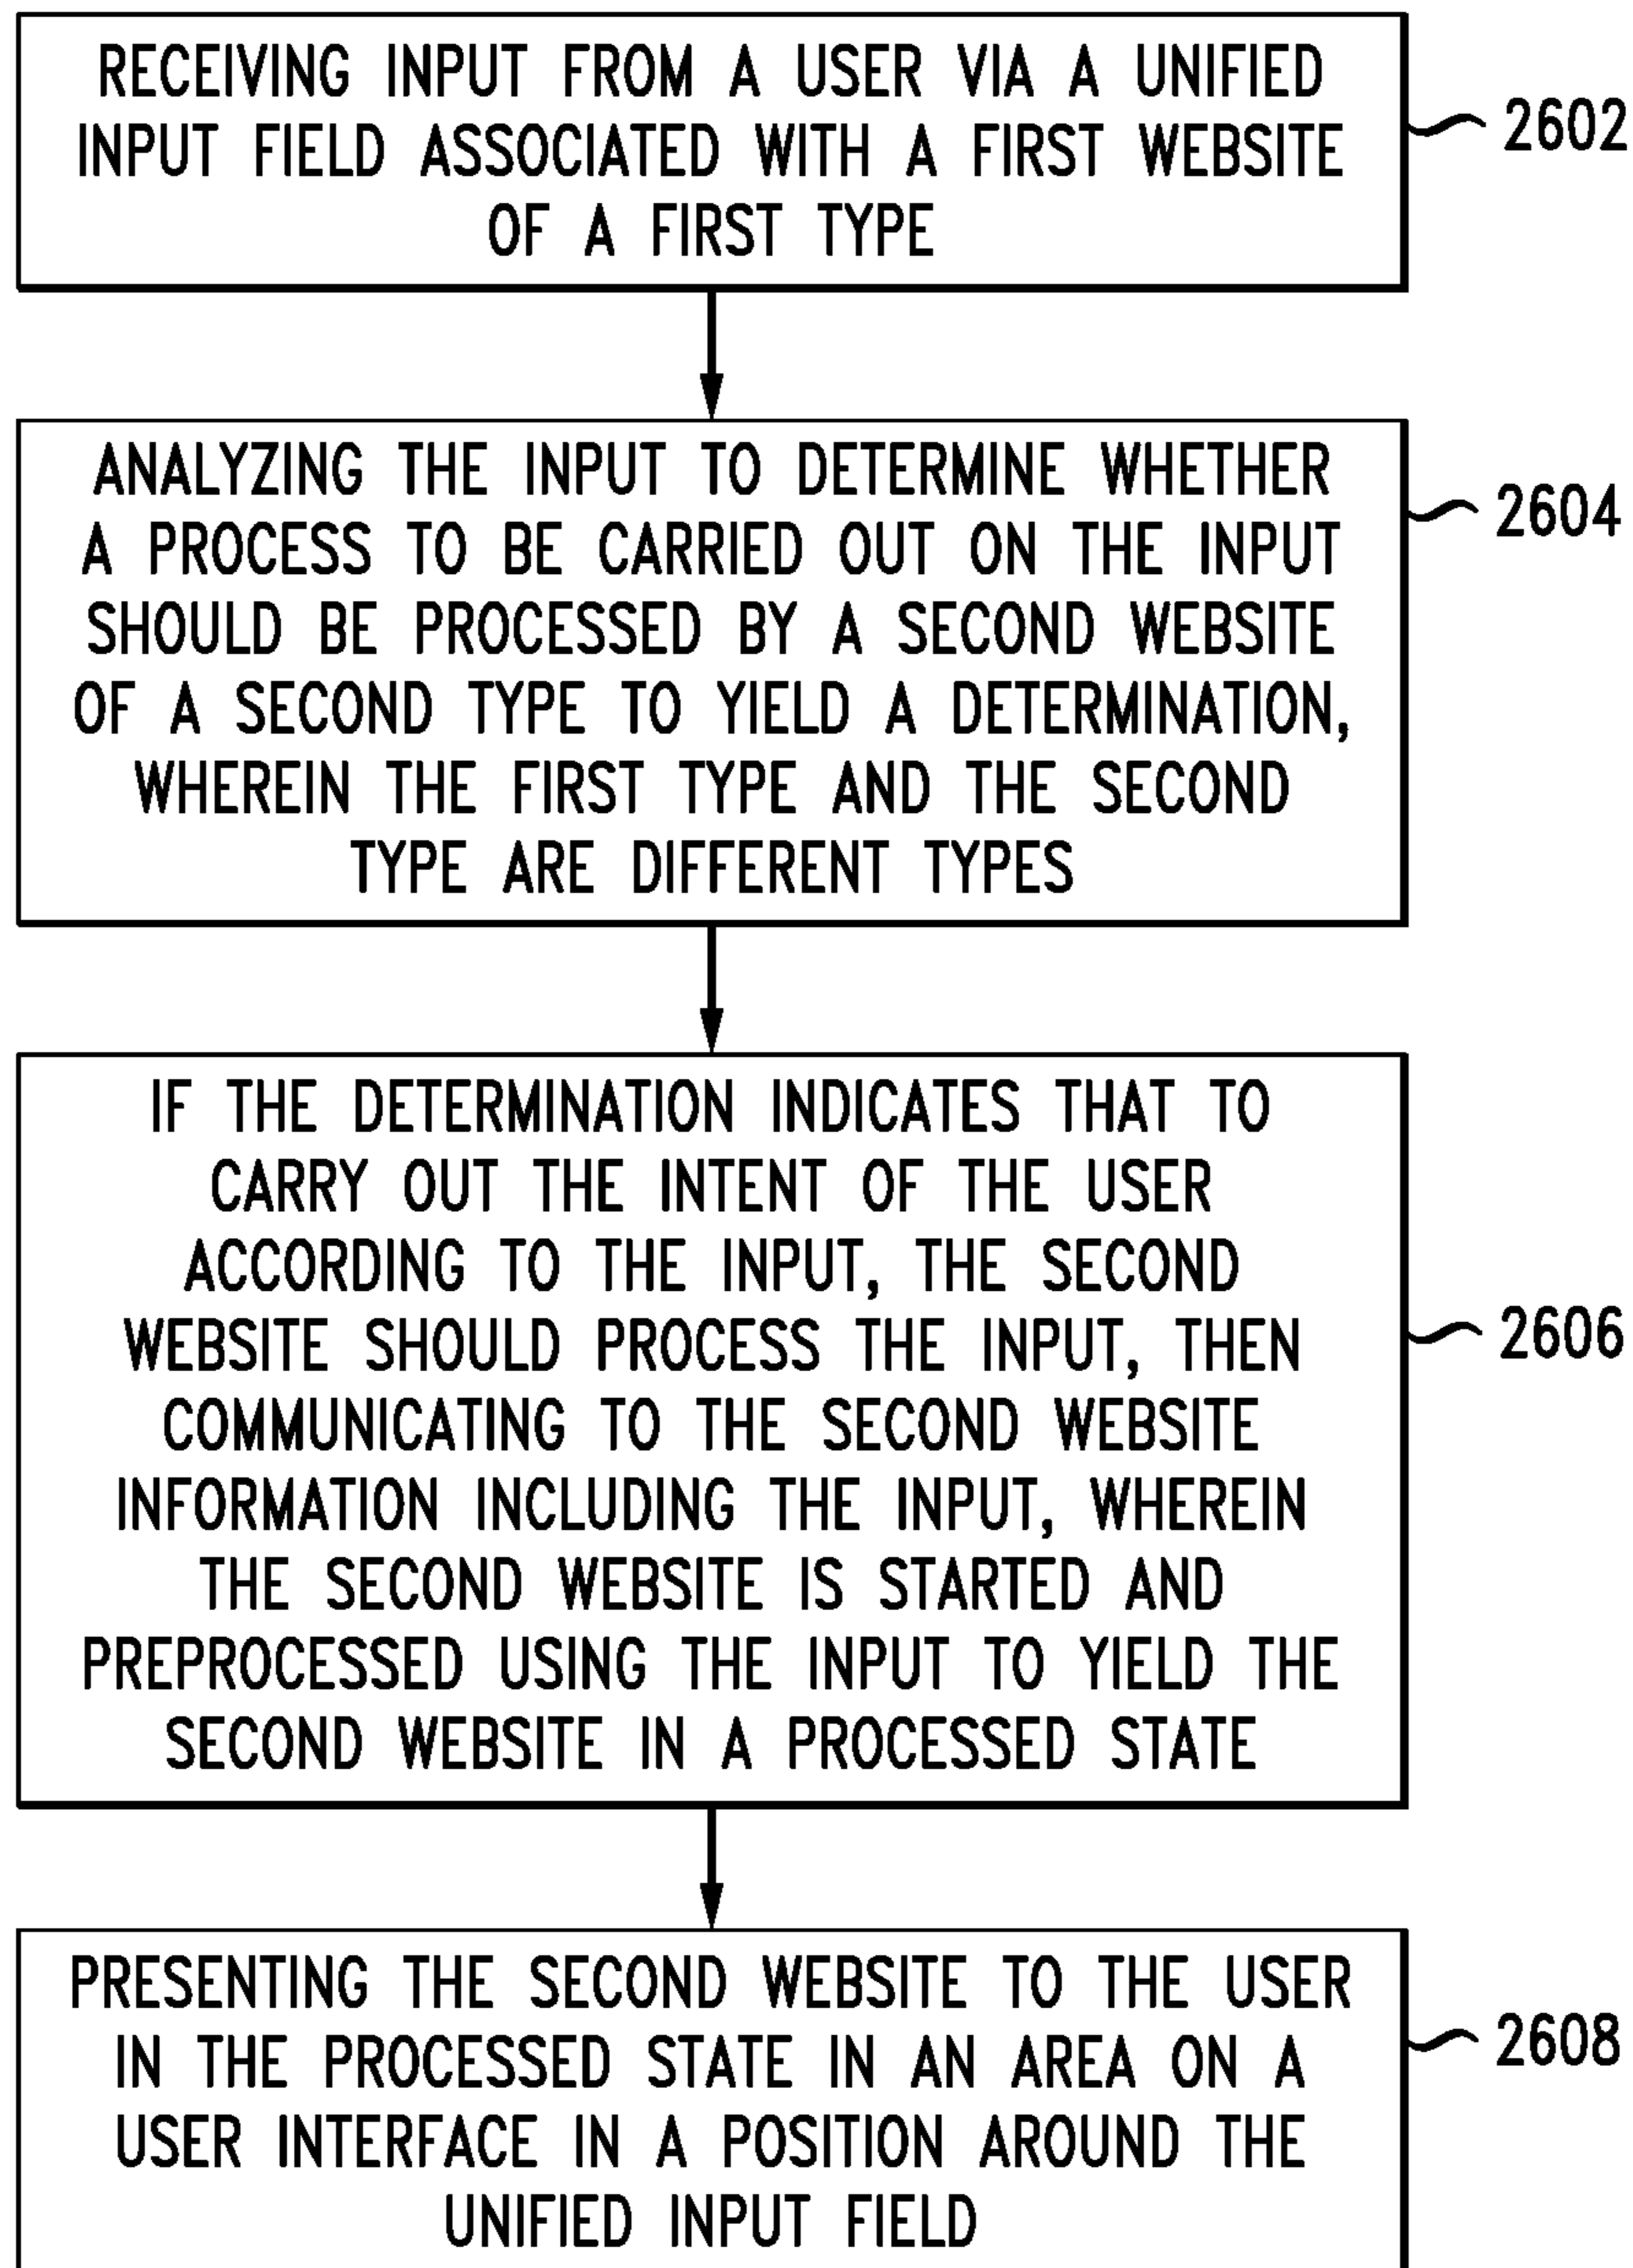 RECEIVING INPUT FROM A USER VIA A UNIFIED
INPUT FIELD ASSOCIATED WITH A FIRST WEBSITE
OF A FIRST TYPE
2602
ANALYZING THE INPUT TO DETERMINE WHETHER
A PROCESS TO BE CARRIED OUT ON THE INPUT
SHOULD BE PROCESSED BY A SECOND WEBSITE
OF A SECOND TYPE TO YIELD A DETERMINATION,
WHEREIN THE FIRST TYPE AND THE SECOND
TYPE ARE DIFFERENT TYPES
2604
IF THE DETERMINATION INDICATES THAT TO
CARRY OUT THE INTENT OF THE USER
ACCORDING TO THE INPUT, THE SECOND
WEBSITE SHOULD PROCESS THE INPUT, THEN
COMMUNICATING TO THE SECOND WEBSITE
INFORMATION INCLUDING THE INPUT, WHEREIN
THE SECOND WEBSITE IS STARTED AND
PREPROCESSED USING THE INPUT TO YIELD THE
SECOND WEBSITE IN A PROCESSED STATE
2606
PRESENTING THE SECOND WEBSITE TO THE USER
IN THE PROCESSED STATE IN AN AREA ON A
USER INTERFACE IN A POSITION AROUND THE
UNIFIED INPUT FIELD
2608